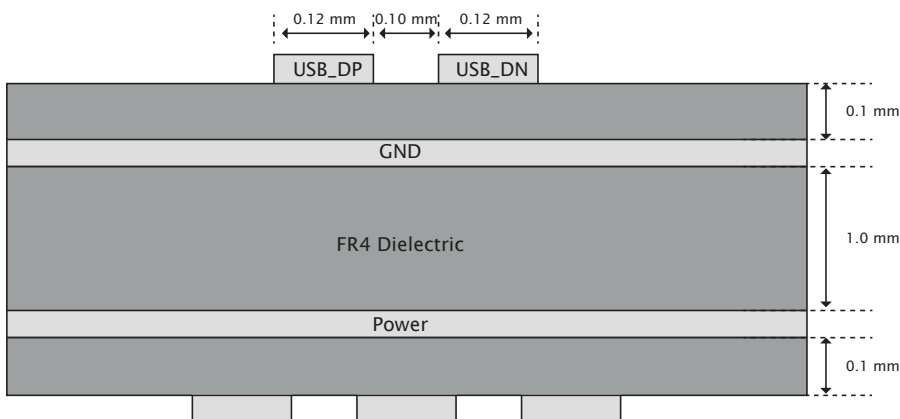 0.12 mm 0.10 mm 0.12 mm
USB_DP USB_DN
0.1 mm
GND
FR4 Dielectric 1.0 mm
Power
0.1 mm